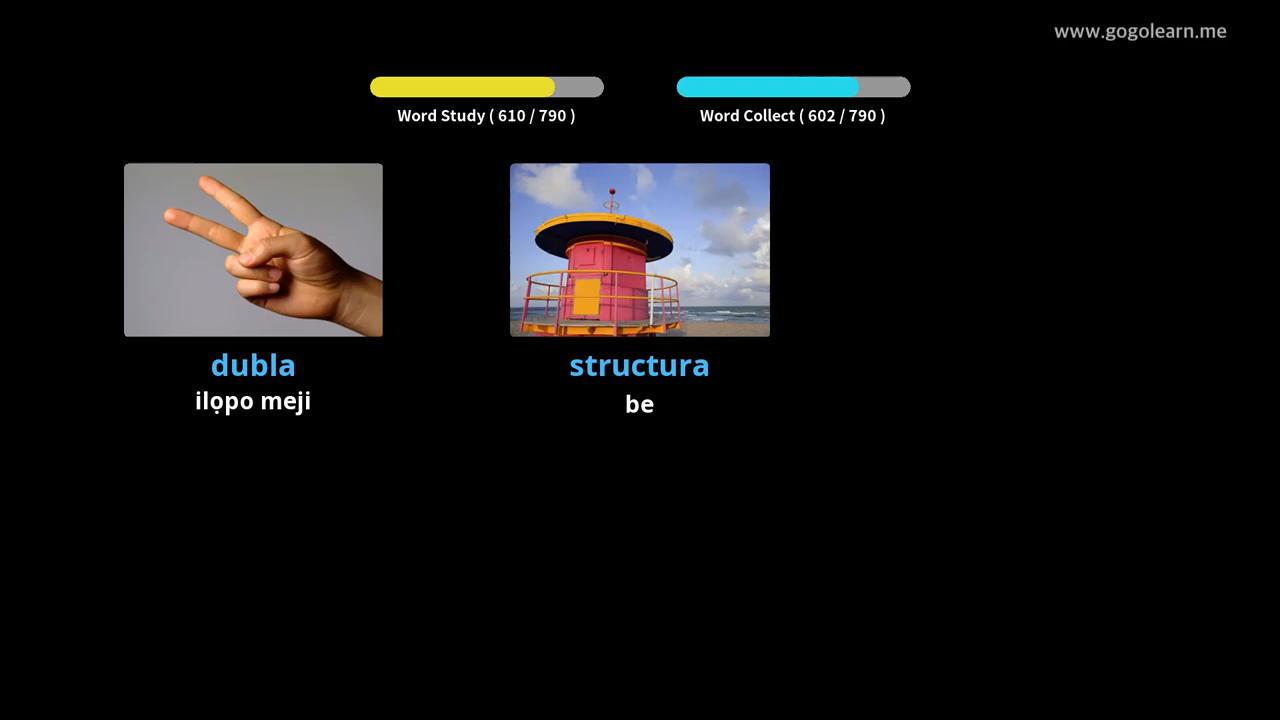 www.gogolearn.me
Word Study ( 610 / 790 )
Word Collect ( 602 / 790 )
dubla
ilọpo meji
structura
be